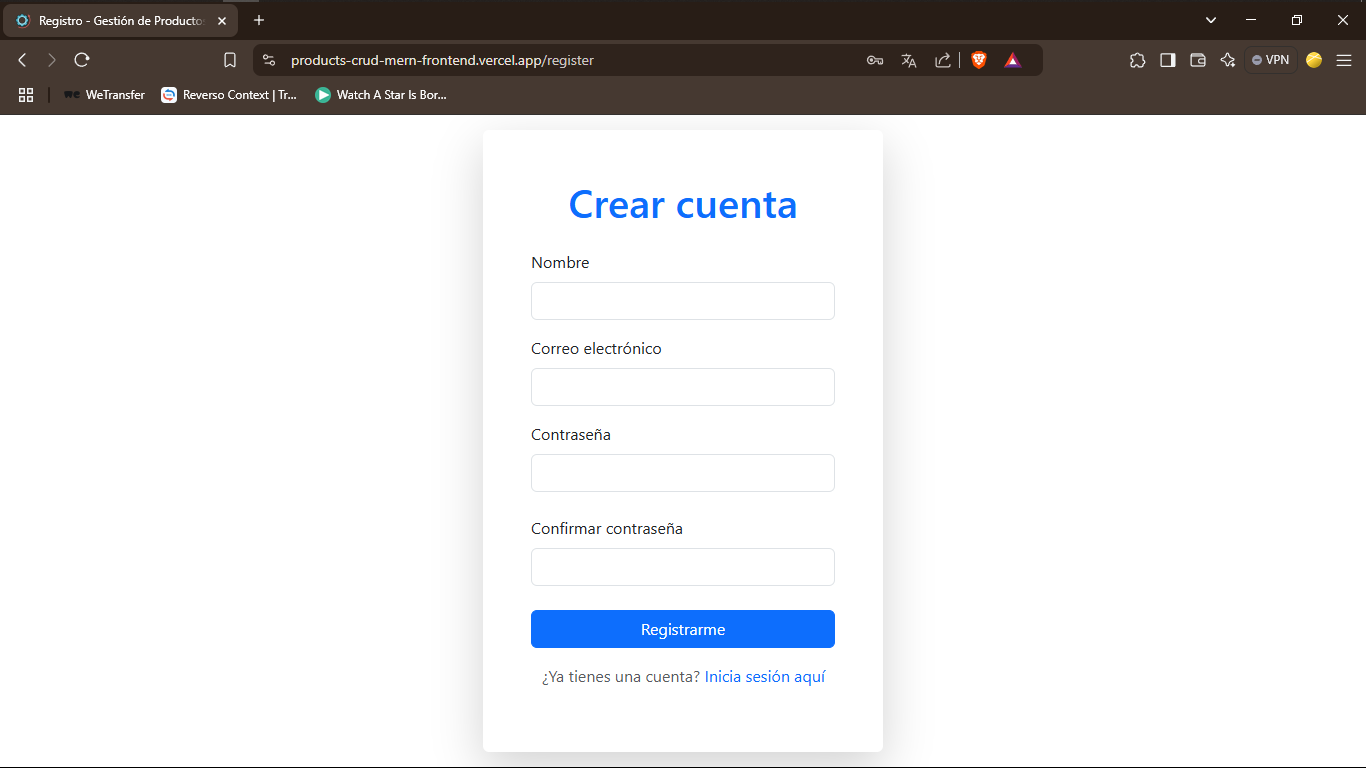 Registro - Gestión de Productos
products-crud-mern-frontend.vercel.app/register
VPN
WeTransfer
Reverso Context | Tr...
Watch A Star Is Bor...
Crear cuenta
Nombre
Correo electrónico
Contraseña
Confirmar contraseña
Registrarme
¿Ya tienes una cuenta? Inicia sesión aquí